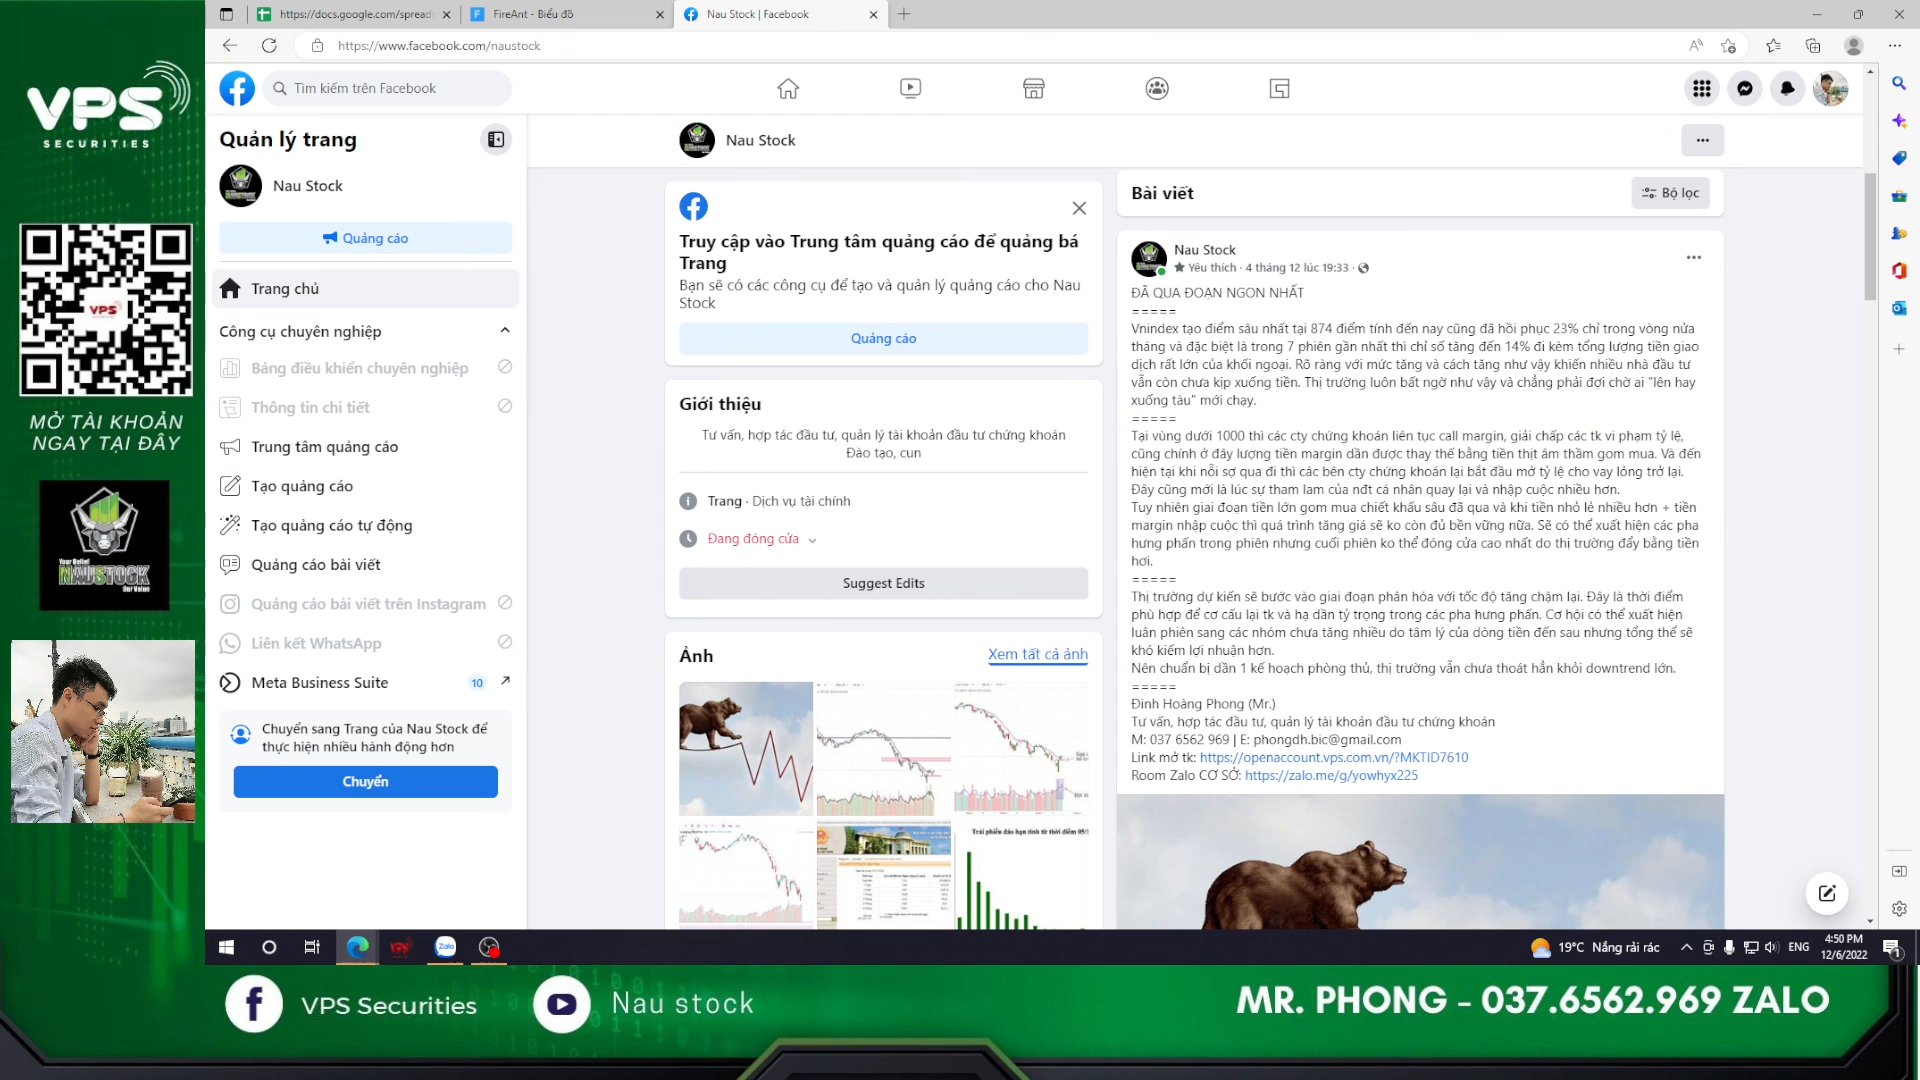 https://docs.google.com/spreads
FireAnt - Biểu đồ
Nau Stock | Facebook
https://www.facebook.com/naustock
Tìm kiếm trên Facebook
VPS
SECURITIES
VPS
MỞ TÀI KHOẢN
NGAY TẠI ĐÂY
Your Belief
NAUSTOCK
Our Value
Quản lý trang
Nau Stock
Quảng cáo
Trang chủ
Công cụ chuyên nghiệp
Bảng điều khiển chuyên nghiệp
Thông tin chi tiết
Trung tâm quảng cáo
Tạo quảng cáo
Tạo quảng cáo tự động
Quảng cáo bài viết
Quảng cáo bài viết trên Instagram
Liên kết WhatsApp
Meta Business Suite 10
Chuyển sang Trang của Nau Stock để
thực hiện nhiều hành động hơn
Chuyển
Nau Stock
Truy cập vào Trung tâm quảng cáo để quảng bá
Trang
Bạn sẽ có các công cụ để tạo và quản lý quảng cáo cho Nau
Stock
Quảng cáo
Giới thiệu
Tư vấn, hợp tác đầu tư, quản lý tài khoản đầu tư chứng khoán
Đào tạo, cun
Trang · Dịch vụ tài chính
Đang đóng cửa
Suggest Edits
Ảnh
Xem tất cả ảnh
Trái phiếu đáo hạn tính từ thời điểm 05/1
Bài viết
Bộ lọc
Nau Stock
Yêu thích · 4 tháng 12 lúc 19:33 ·
ĐÃ QUA ĐOẠN NGON NHẤT
=====
Vnindex tạo điểm sâu nhất tại 874 điểm tính đến nay cũng đã hồi phục 23% chỉ trong vòng nửa
tháng và đặc biệt là trong 7 phiên gần nhất thì chỉ số tăng đến 14% đi kèm tổng lượng tiền giao
dịch rất lớn của khối ngoại. Rõ ràng với mức tăng và cách tăng như vậy khiến nhiều nhà đầu tư
vẫn còn chưa kịp xuống tiền. Thị trường luôn bất ngờ như vậy và chẳng phải đợi chờ ai "lên hay
xuống tàu" mới chạy.
=====
Tại vùng dưới 1000 thì các cty chứng khoán liên tục call margin, giải chấp các tk vi phạm tỷ lệ,
cũng chính ở đây lượng tiền margin dần được thay thế bằng tiền thịt âm thầm gom mua. Và đến
hiện tại khi nỗi sợ qua đi thì các bên cty chứng khoán lại bắt đầu mở tỷ lệ cho vay lỏng trở lại.
Đây cũng mới là lúc sự tham lam của nđt cá nhân quay lại và nhập cuộc nhiều hơn.
Tuy nhiên giai đoạn tiền lớn gom mua chiết khấu sâu đã qua và khi tiền nhỏ lẻ nhiều hơn + tiền
margin nhập cuộc thì quá trình tăng giá sẽ ko còn đủ bền vững nữa. Sẽ có thể xuất hiện các pha
hưng phấn trong phiên nhưng cuối phiên ko thể đóng cửa cao nhất do thị trường đẩy bằng tiền
hơi.
=====
Thị trường dự kiến sẽ bước vào giai đoạn phân hóa với tốc độ tăng chậm lại. Đây là thời điểm
phù hợp để cơ cấu lại tk và hạ dần tỷ trọng trong các pha hưng phấn. Cơ hội có thể xuất hiện
luân phiên sang các nhóm chưa tăng nhiều do tâm lý của dòng tiền đến sau nhưng tổng thể sẽ
khó kiếm lợi nhuận hơn.
Nên chuẩn bị dần 1 kế hoạch phòng thủ, thị trường vẫn chưa thoát hẳn khỏi downtrend lớn.
=====
Đinh Hoàng Phong (Mr.)
Tư vấn, hợp tác đầu tư, quản lý tài khoản đầu tư chứng khoán
M: 037 6562 969 | E: phongdh.bic@gmail.com
Link mở tk: https://openaccount.vps.com.vn/?MKTID7610
Room Zalo CƠ SỞ: https://zalo.me/g/yowhyx225
Zalo
19°C Nắng rải rác
ENG
4:50 PM
12/6/2022
1
VPS Securities
Nau stock
MR. PHONG - 037.6562.969 ZALO